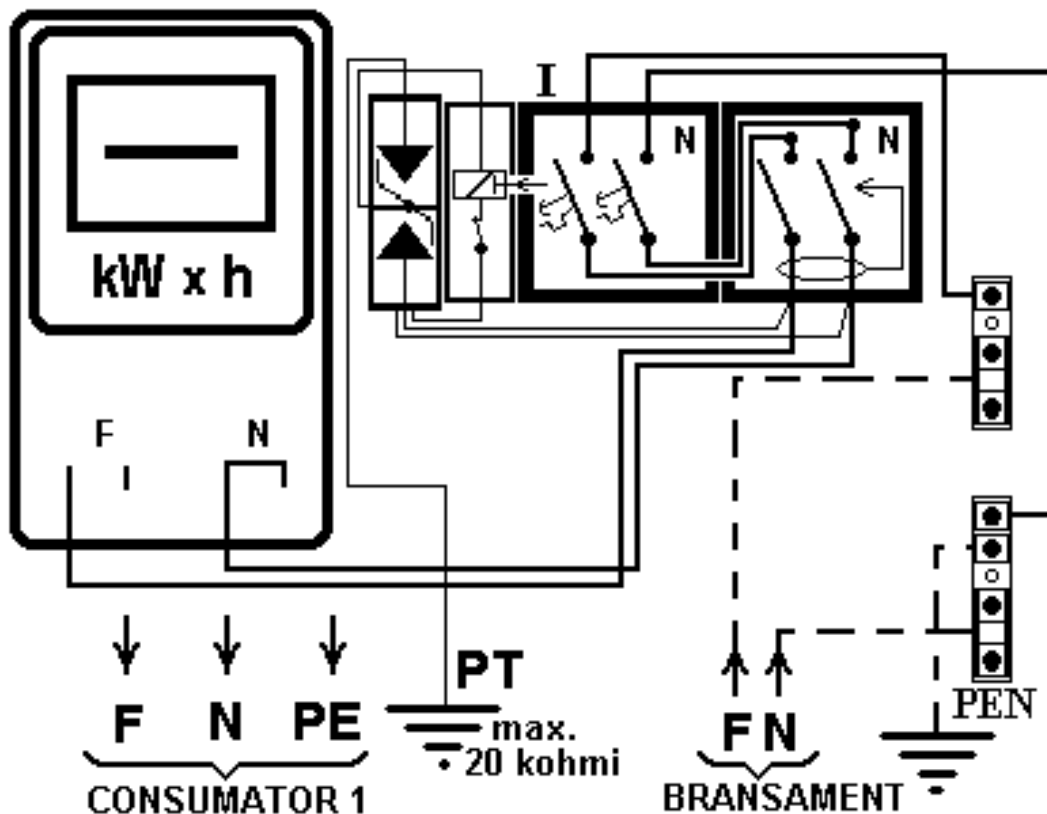 I
N
N
kW x h
F
N
PT
max.
20 kohmi
PEN
F
N
PE
F N
CONSUMATOR 1
BRANSAMENT